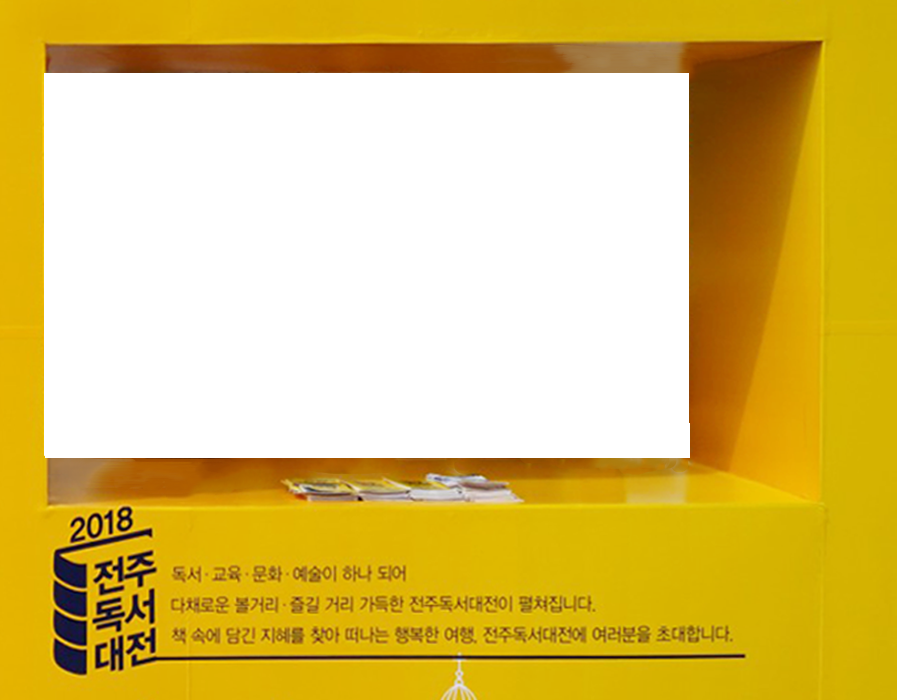 2018
전주
독서
대전
독서·교육·문화·예술이 하나 되어
다채로운 볼거리·즐길 거리 가득한 전주독서대전이 펼쳐집니다.
책 속에 담긴 지혜를 찾아 떠나는 행복한 여행, 전주독서대전에 여러분을 초대합니다.